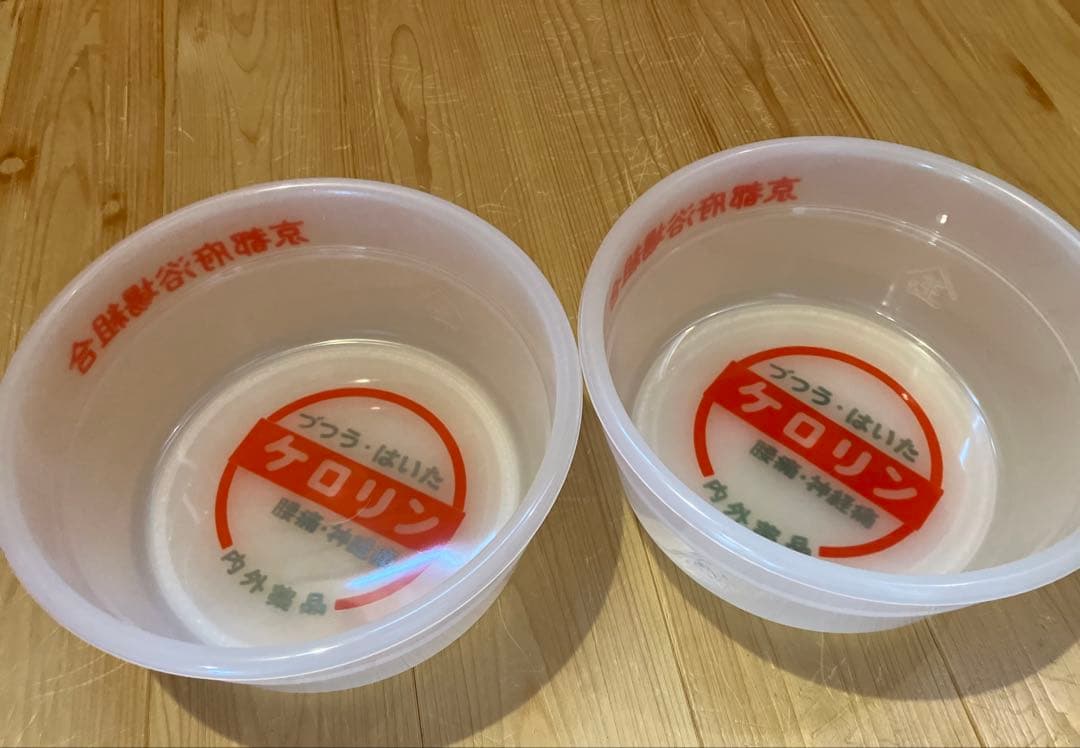 京都府浴場組合
づつう・はいた
ケロリン
腰痛・神経痛
内外薬品
京都府浴場組合
づつう・はいた
ケロリン
腰痛・神経痛
内外薬品